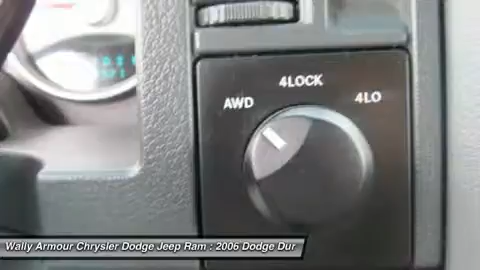 4LOCK
AWD
4LO
Wally Armour Chrysler Dodge Jeep Ram : 2006 Dodge Dur